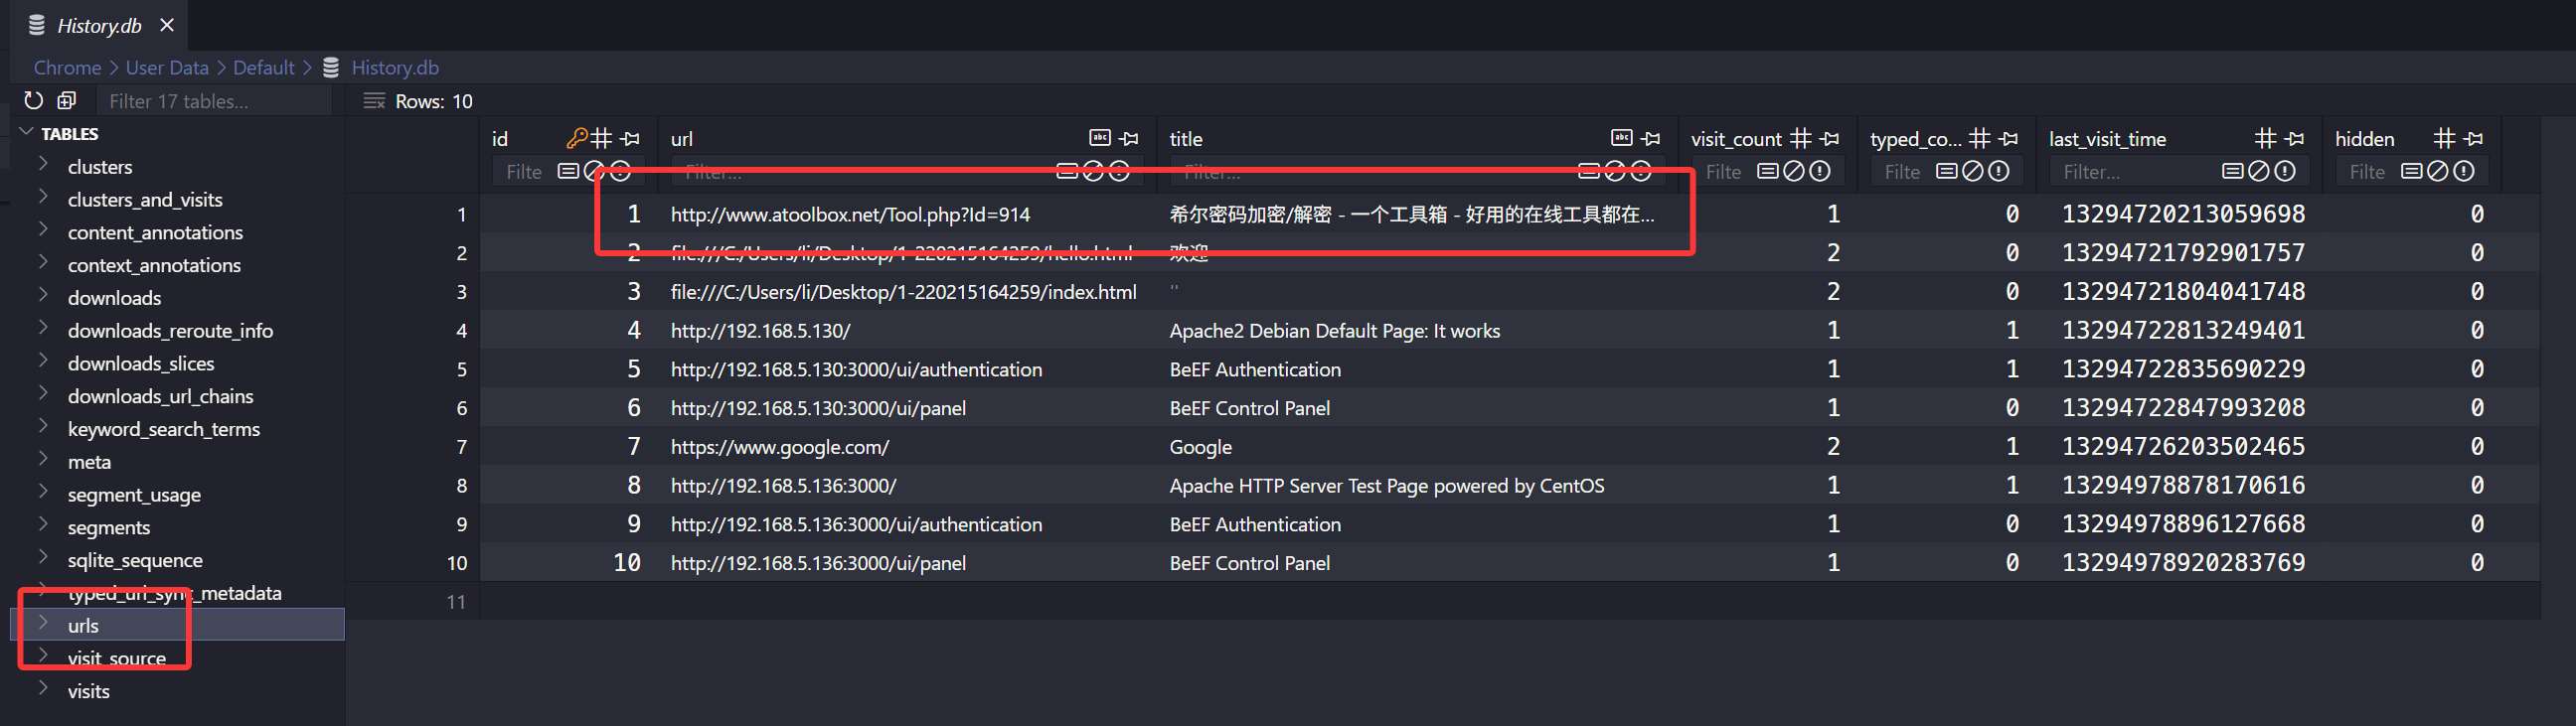 History.db
Chrome > User Data > Default > History.db
Filter 17 tables...
Rows: 10
TABLES
clusters
clusters_and_visits
content_annotations
context_annotations
downloads
downloads_reroute_info
downloads_slices
downloads_url_chains
keyword_search_terms
meta
segment_usage
segments
sqlite_sequence
typed_url_sync_metadata
urls
visit_source
visits
id url title visit_count typed_co... last_visit_time hidden
Filte Filter... Filter... Filte Filte Filter... Filte
1 1 http://www.atoolbox.net/Tool.php?Id=914 希尔密码加密/解密 - 一个工具箱 - 好用的在线工具都在... 1 0 13294720213059698 0
2 2 file:///C:/Users/li/Desktop/1-220215164259/hello.html 欢迎 2 0 13294721792901757 0
3 3 file:///C:/Users/li/Desktop/1-220215164259/index.html '' 2 0 13294721804041748 0
4 4 http://192.168.5.130/ Apache2 Debian Default Page: It works 1 1 13294722813249401 0
5 5 http://192.168.5.130:3000/ui/authentication BeEF Authentication 1 1 13294722835690229 0
6 6 http://192.168.5.130:3000/ui/panel BeEF Control Panel 1 0 13294722847993208 0
7 7 https://www.google.com/ Google 2 1 13294726203502465 0
8 8 http://192.168.5.136:3000/ Apache HTTP Server Test Page powered by CentOS 1 1 13294978878170616 0
9 9 http://192.168.5.136:3000/ui/authentication BeEF Authentication 1 0 13294978896127668 0
10 10 http://192.168.5.136:3000/ui/panel BeEF Control Panel 1 0 13294978920283769 0
11